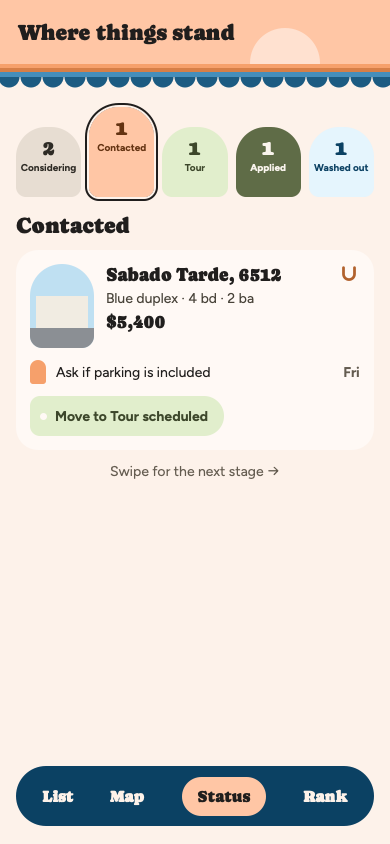 Where things stand
2
Considering
1
Contacted
1
Tour
1
Applied
1
Washed out
Contacted
Sabado Tarde, 6512
Blue duplex · 4 bd · 2 ba
$5,400
Ask if parking is included
Fri
Move to Tour scheduled
Swipe for the next stage →
List
Map
Status
Rank